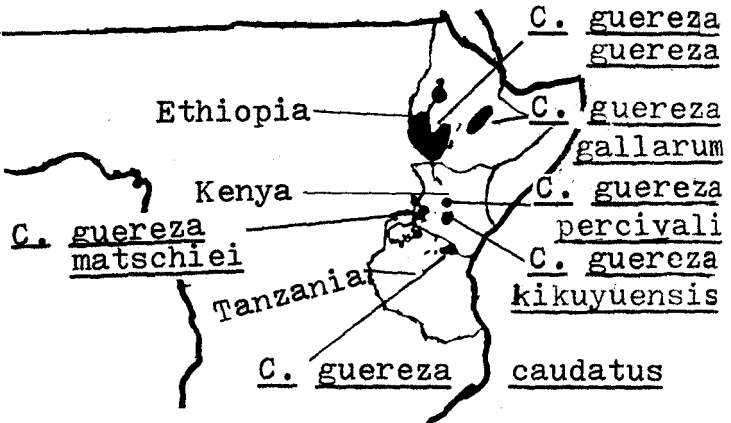 C. guereza
guereza
Ethiopia
C. guereza
gallarum
Kenya
C. guereza
percivali
C. guereza
matschiei
C. guereza
kikuyuensis
Tanzania
C. guereza caudatus